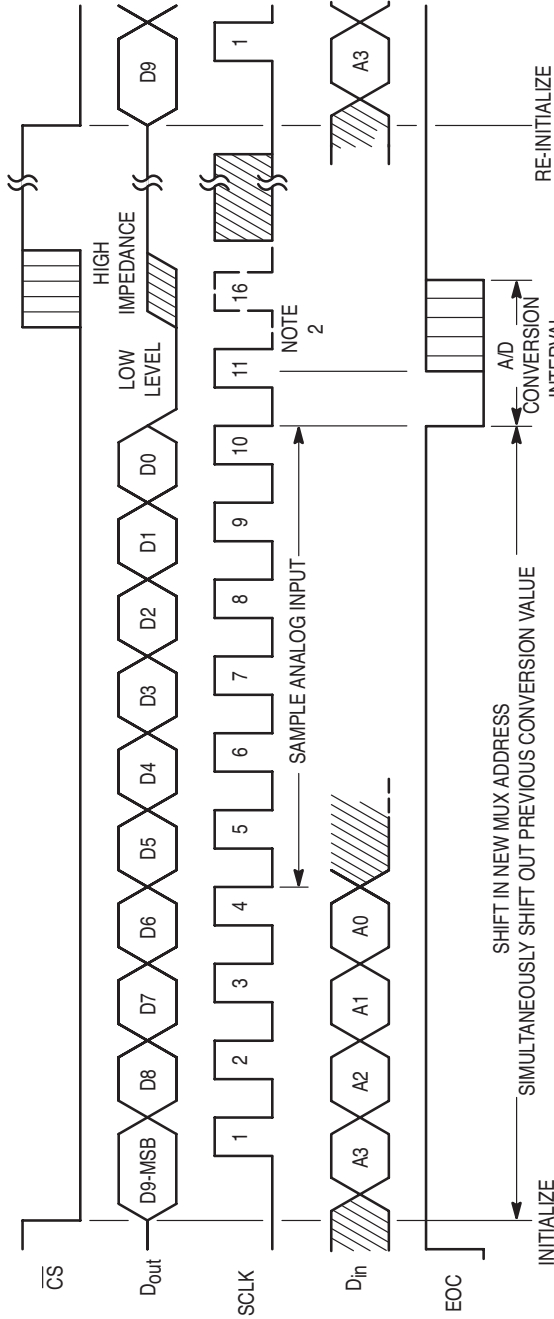 CS
D9-MSB D8 D7 D6 D5 D4 D3 D2 D1 D0 D9
Dout
LOW
LEVEL
HIGH
IMPEDANCE
SCLK
1 2 3 4 5 6 7 8 9 10 11 16 1
SAMPLE ANALOG INPUT
NOTE
2
Din
A3 A2 A1 A0 A3
EOC
SHIFT IN NEW MUX ADDRESS
SIMULTANEOUSLY SHIFT OUT PREVIOUS CONVERSION VALUE
A/D
CONVERSION
INTERVAL
INITIALIZE
RE-INITIALIZE